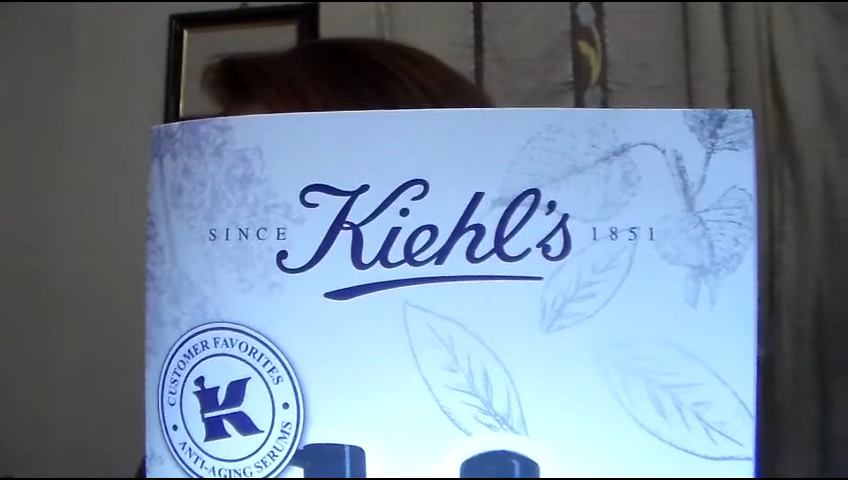 SINCE Kiehl's 1851
CUSTOMER FAVORITES
K
ANTI-AGING SERUMS